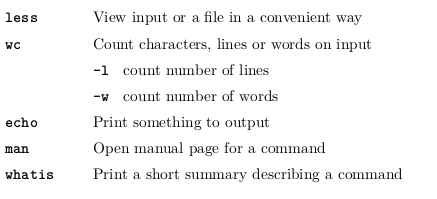 less View input or a file in a convenient way
wc Count characters, lines or words on input
-l count number of lines
-w count number of words
echo Print something to output
man Open manual page for a command
whatis Print a short summary describing a command